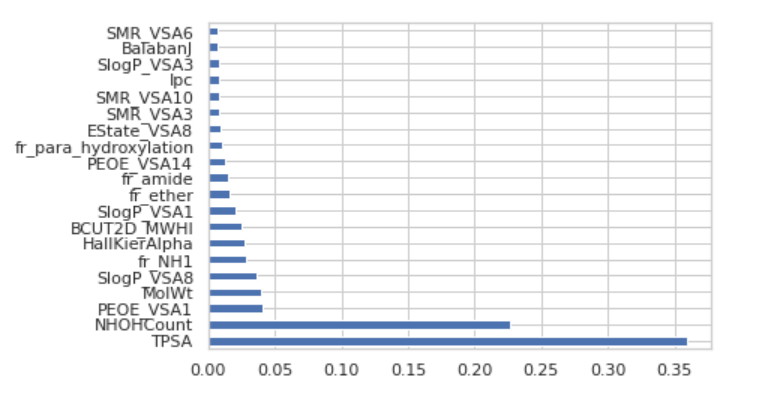 SMR_VSA6
BalabanJ
SlogP_VSA3
Ipc
SMR_VSA10
SMR_VSA3
EState_VSA8
fr_para_hydroxylation
PEOE_VSA14
fr_amide
fr_ether
SlogP_VSA1
BCUT2D_MWHI
HallKierAlpha
fr_NH1
SlogP_VSA8
MolWt
PEOE_VSA1
NHOHCount
TPSA
0.00 0.05 0.10 0.15 0.20 0.25 0.30 0.35